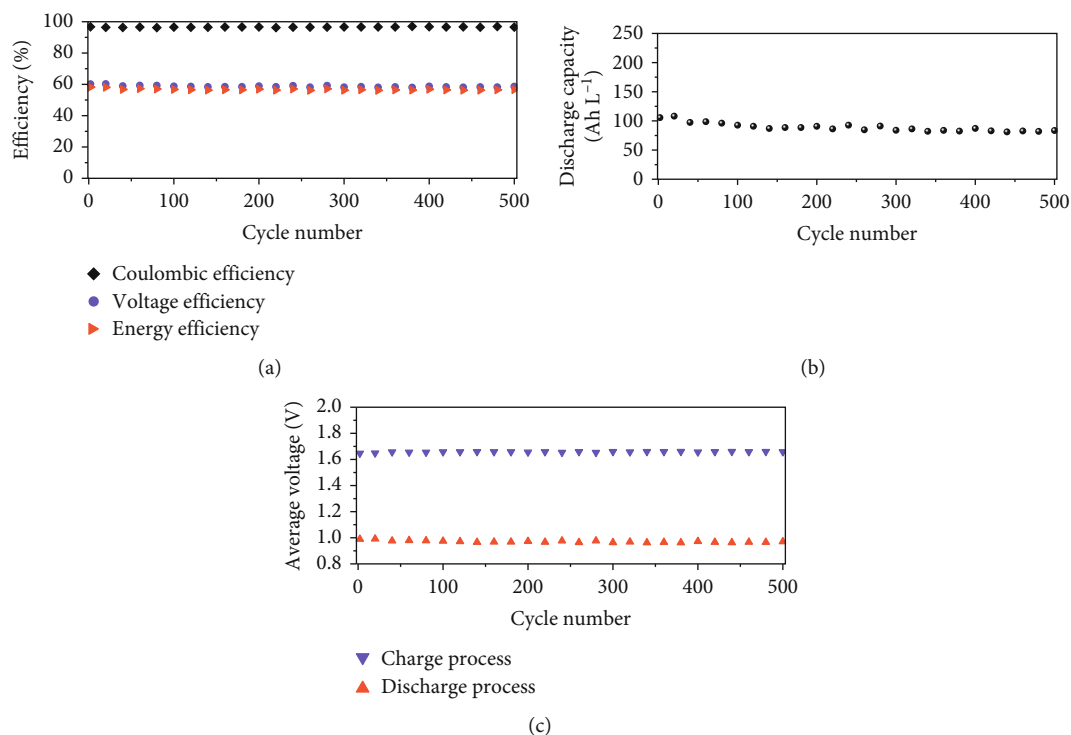 100
80
60
40
20
0
Efficiency (%)
0 100 200 300 400 500
Cycle number
◆ Coulombic efficiency
● Voltage efficiency
▶ Energy efficiency
(a)
250
200
150
100
50
0
Discharge capacity
(Ah L⁻¹)
0 100 200 300 400 500
Cycle number
(b)
2.0
1.8
1.6
1.4
1.2
1.0
0.8
Average voltage (V)
0 100 200 300 400 500
Cycle number
▼ Charge process
▲ Discharge process
(c)